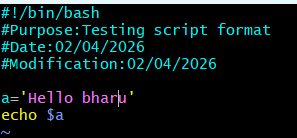 #!/bin/bash
#Purpose:Testing script format
#Date:02/04/2026
#Modification:02/04/2026

a='Hello bharu'
echo $a
~